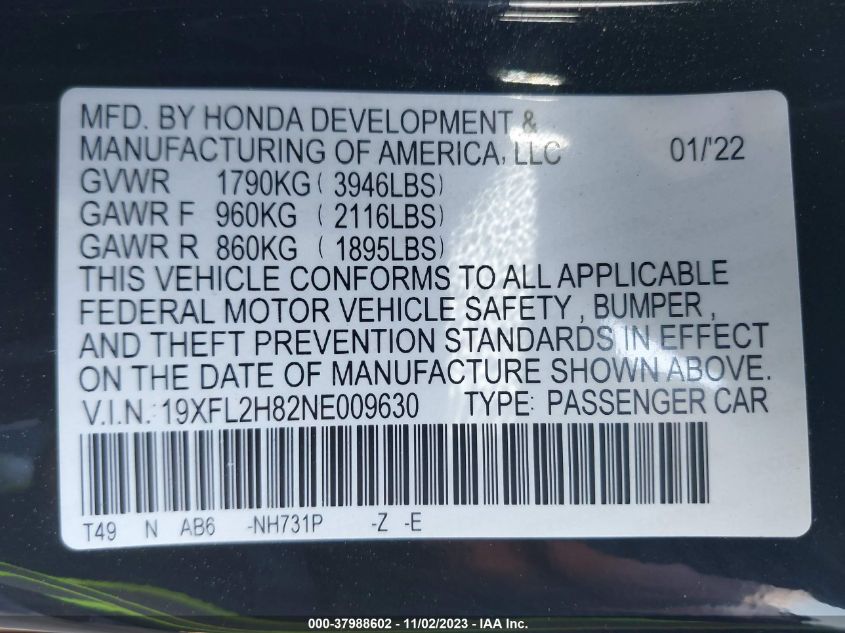 MFD. BY HONDA DEVELOPMENT &
MANUFACTURING OF AMERICA, LLC 01/'22
GVWR 1790KG ( 3946LBS)
GAWR F 960KG ( 2116LBS)
GAWR R 860KG ( 1895LBS)
THIS VEHICLE CONFORMS TO ALL APPLICABLE
FEDERAL MOTOR VEHICLE SAFETY , BUMPER ,
AND THEFT PREVENTION STANDARDS IN EFFECT
ON THE DATE OF MANUFACTURE SHOWN ABOVE.
V.I.N.: 19XFL2H82NE009630 TYPE: PASSENGER CAR
T49 N AB6 -NH731P -Z -E
000-37988602 - 11/02/2023 - IAA Inc.